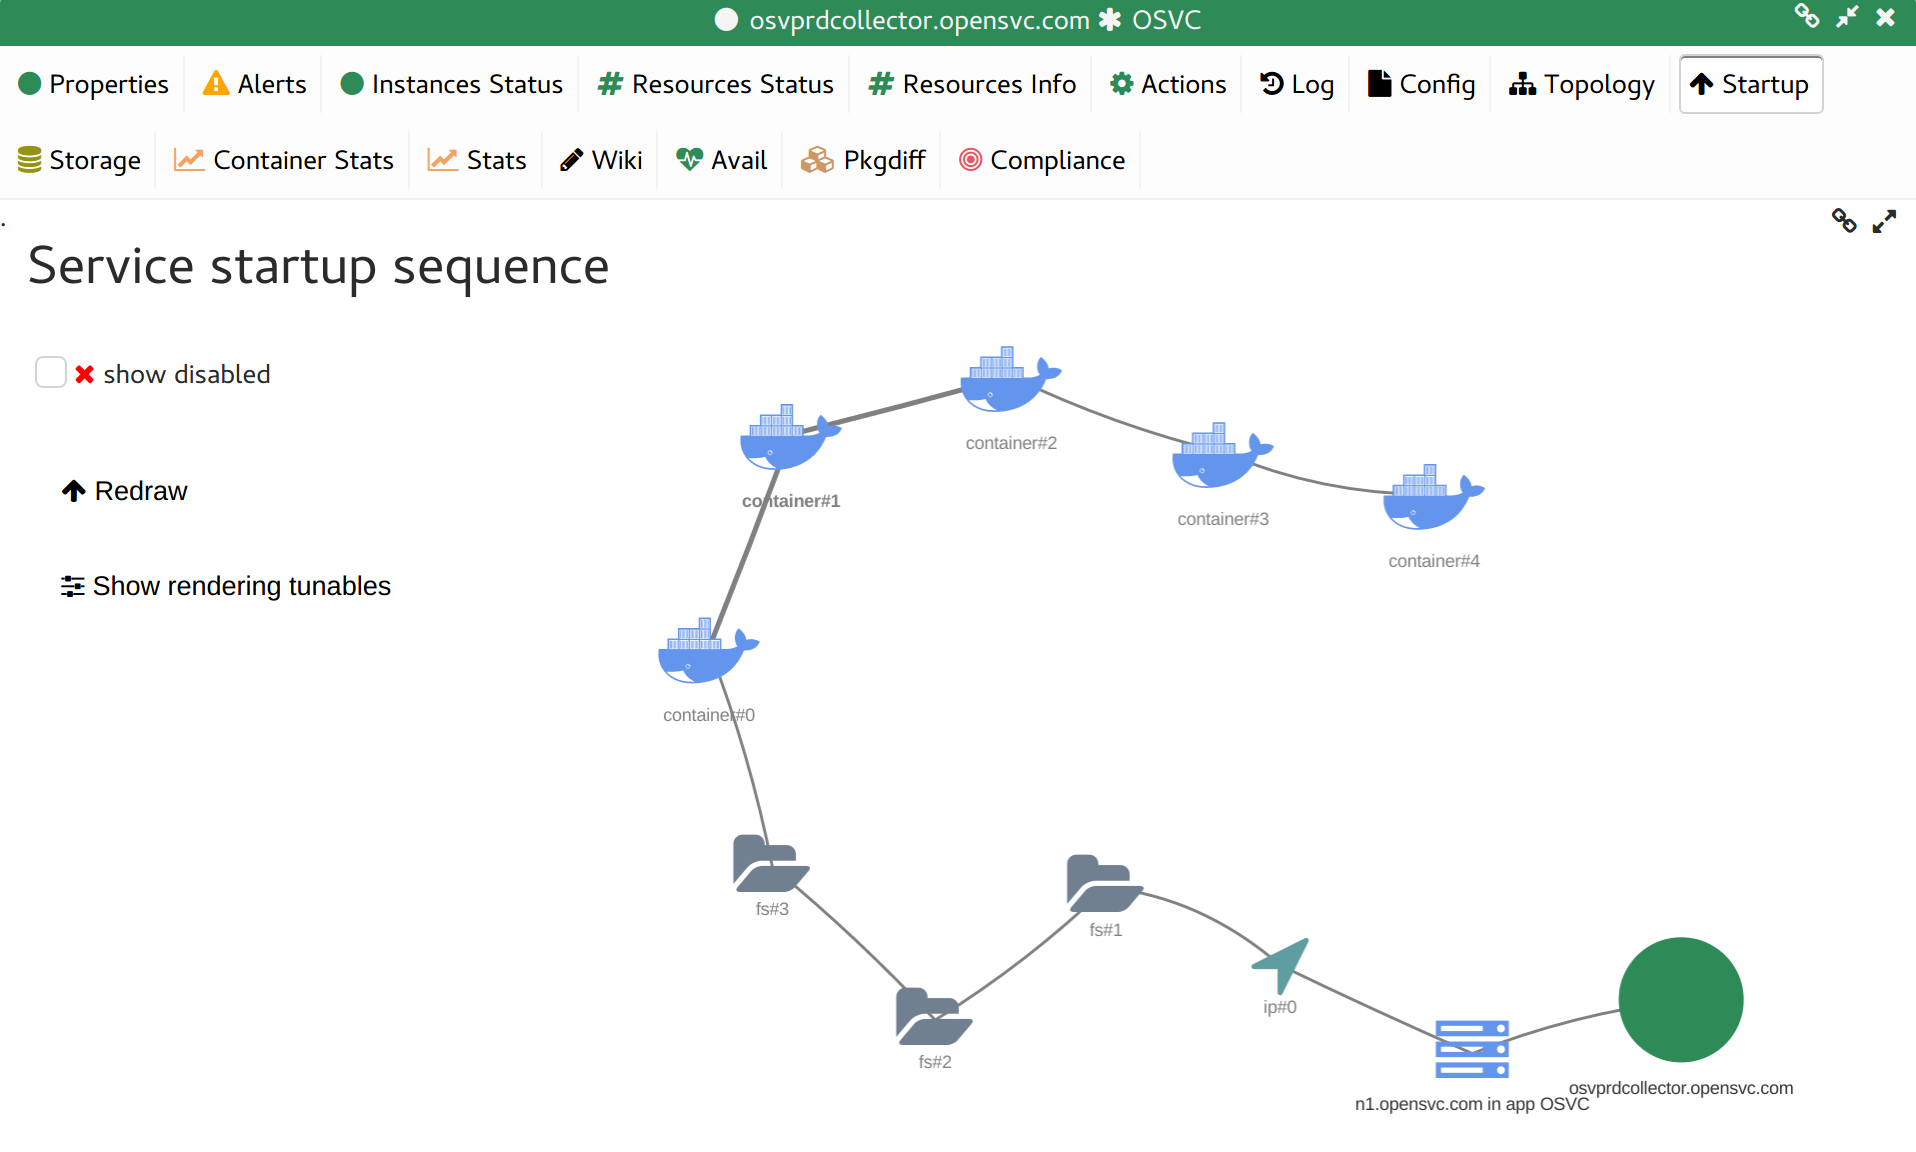 osvprdcollector.opensvc.com OSVC
Properties Alerts Instances Status Resources Status Resources Info Actions Log Config Topology Startup
Storage Container Stats Stats Wiki Avail Pkgdiff Compliance
Service startup sequence
show disabled
Redraw
Show rendering tunables
container#2
container#1
container#3
container#4
container#0
fs#3
fs#1
ip#0
fs#2
osvprdcollector.opensvc.com
n1.opensvc.com in app OSVC